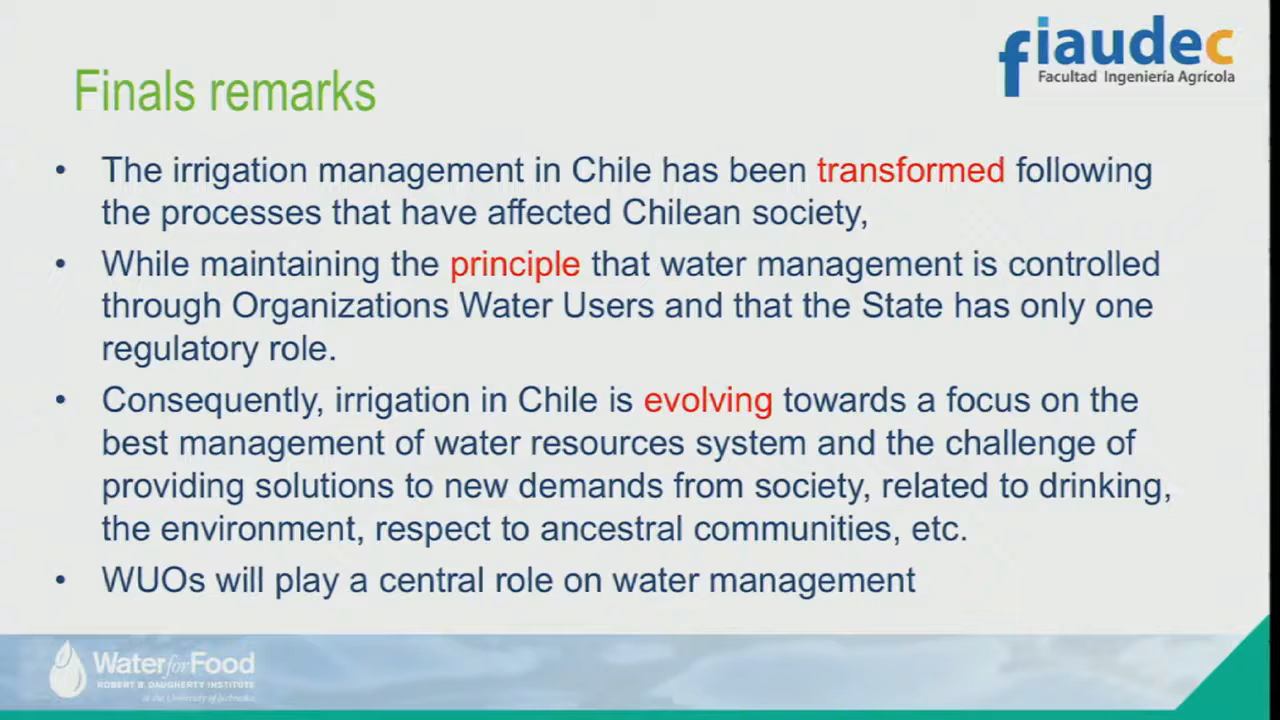 fiaudec
Facultad Ingeniería Agrícola
Finals remarks
• The irrigation management in Chile has been transformed following
the processes that have affected Chilean society,
• While maintaining the principle that water management is controlled
through Organizations Water Users and that the State has only one
regulatory role.
• Consequently, irrigation in Chile is evolving towards a focus on the
best management of water resources system and the challenge of
providing solutions to new demands from society, related to drinking,
the environment, respect to ancestral communities, etc.
• WUOs will play a central role on water management
Water for Food
ROBERT B. DAUGHERTY INSTITUTE
at the University of Nebraska